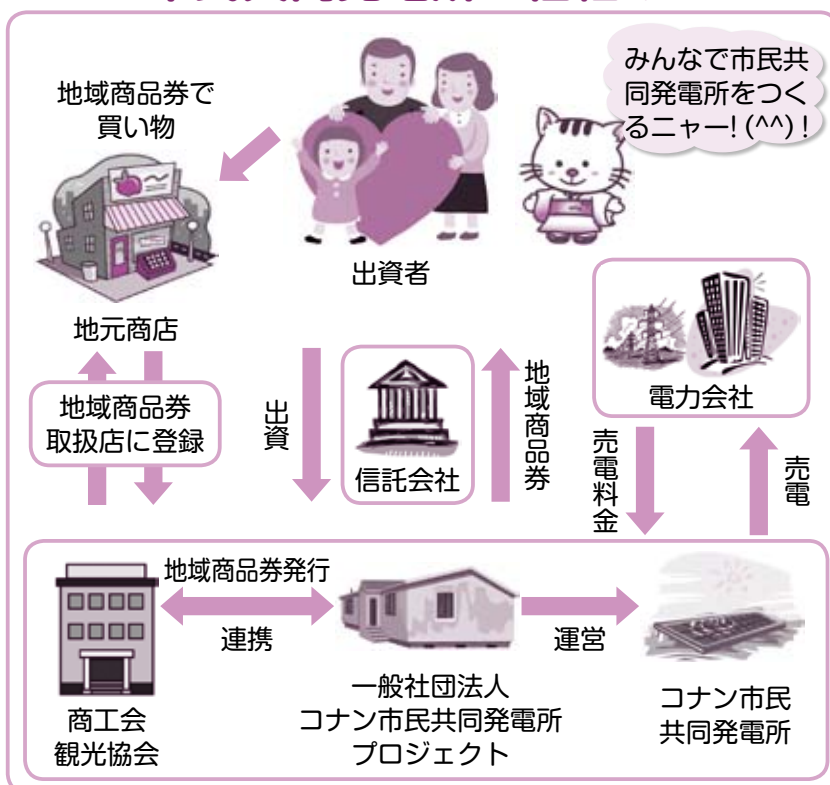 みんなで市民共
同発電所をつく
るニャー!(^^)!
地域商品券で
買い物
出資者
地元商店
地域商品券
取扱店に登録
出資
信託会社
地域商品券
電力会社
売電料金
売電
地域商品券発行
連携
運営
商工会
観光協会
一般社団法人
コナン市民共同発電所
プロジェクト
コナン市民
共同発電所